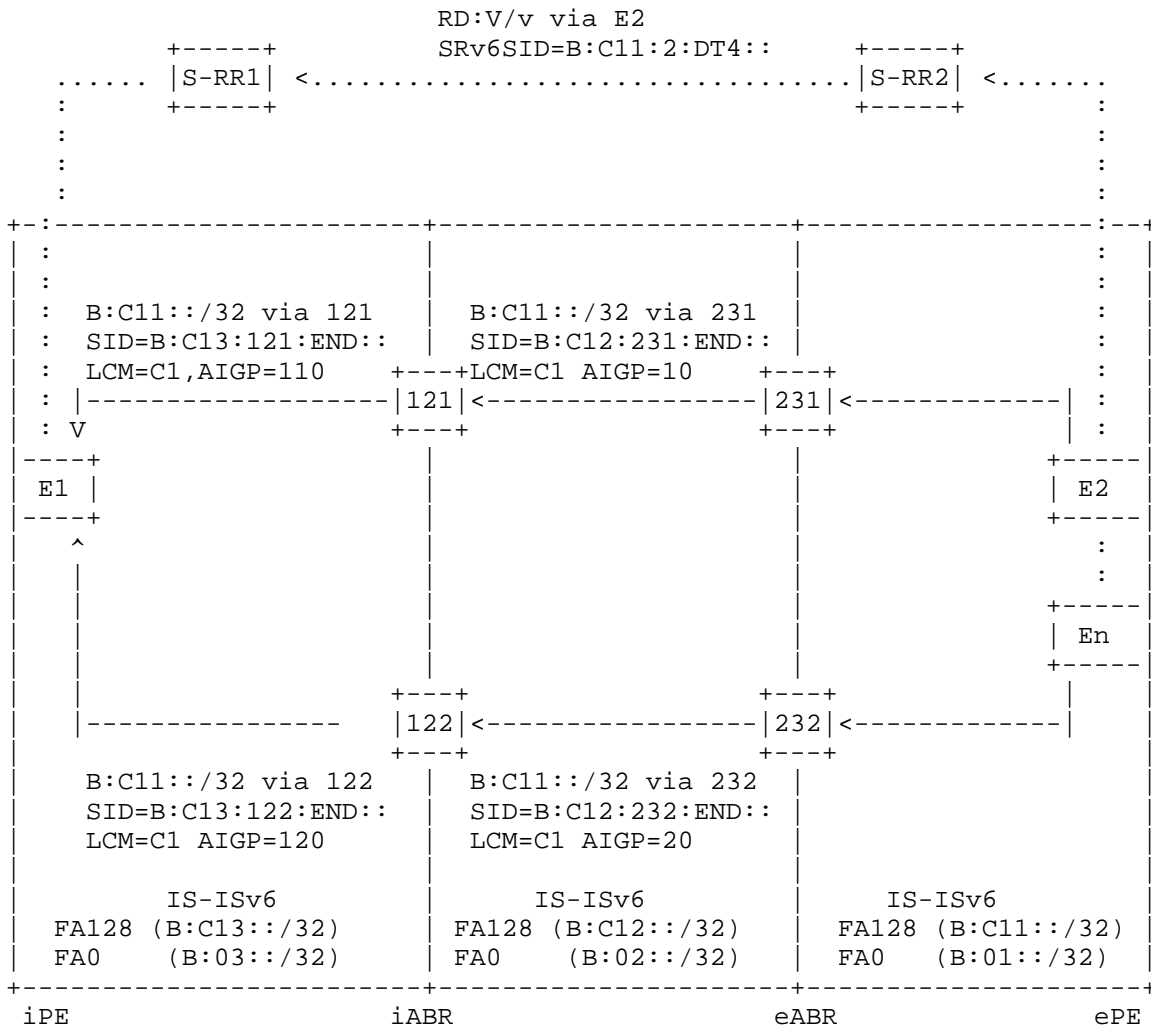 RD:V/v via E2
SRv6SID=B:C11:2:DT4::
S-RR1
S-RR2
B:C11::/32 via 121
B:C11::/32 via 231
SID=B:C13:121:END::
SID=B:C12:231:END::
LCM=C1,AIGP=110
LCM=C1 AIGP=10
121
231
V
E1
E2
En
122
232
B:C11::/32 via 122
B:C11::/32 via 232
SID=B:C13:122:END::
SID=B:C12:232:END::
LCM=C1 AIGP=120
LCM=C1 AIGP=20
IS-ISv6
IS-ISv6
IS-ISv6
FA128 (B:C13::/32)
FA128 (B:C12::/32)
FA128 (B:C11::/32)
FA0 (B:03::/32)
FA0 (B:02::/32)
FA0 (B:01::/32)
iPE
iABR
eABR
ePE